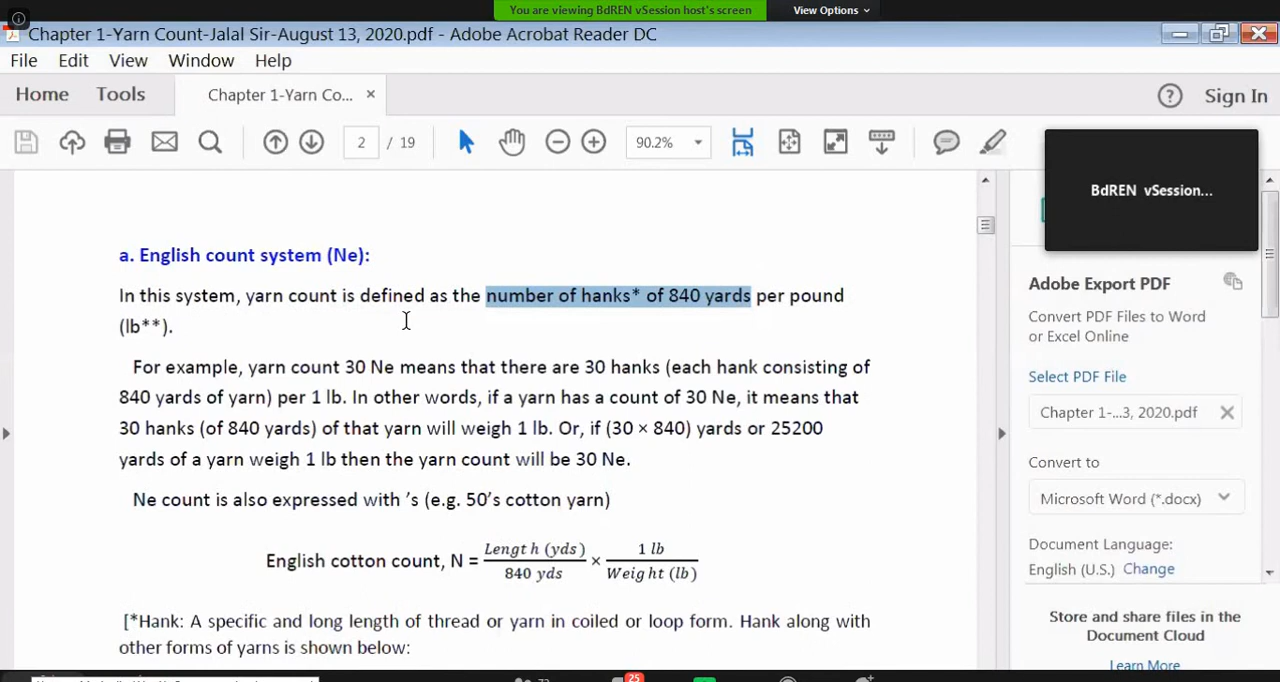 You are viewing BdREN vSession host's screen
View Options
Chapter 1-Yarn Count-Jalal Sir-August 13, 2020.pdf - Adobe Acrobat Reader DC
File Edit View Window Help
Home Tools Chapter 1-Yarn Co... ×
Sign In
2 / 19 90.2%
BdREN vSession...
a. English count system (Ne):
In this system, yarn count is defined as the number of hanks* of 840 yards per pound
(lb**).
For example, yarn count 30 Ne means that there are 30 hanks (each hank consisting of
840 yards of yarn) per 1 lb. In other words, if a yarn has a count of 30 Ne, it means that
30 hanks (of 840 yards) of that yarn will weigh 1 lb. Or, if (30 × 840) yards or 25200
yards of a yarn weigh 1 lb then the yarn count will be 30 Ne.
Ne count is also expressed with ’s (e.g. 50’s cotton yarn)
English cotton count, N = Lengt h (yds) / 840 yds × 1 lb / Weig ht (lb)
[*Hank: A specific and long length of thread or yarn in coiled or loop form. Hank along with
other forms of yarns is shown below:
Adobe Export PDF
Convert PDF Files to Word
or Excel Online
Select PDF File
Chapter 1-...3, 2020.pdf
Convert to
Microsoft Word (*.docx)
Document Language:
English (U.S.) Change
Store and share files in the
Document Cloud
Learn More
25